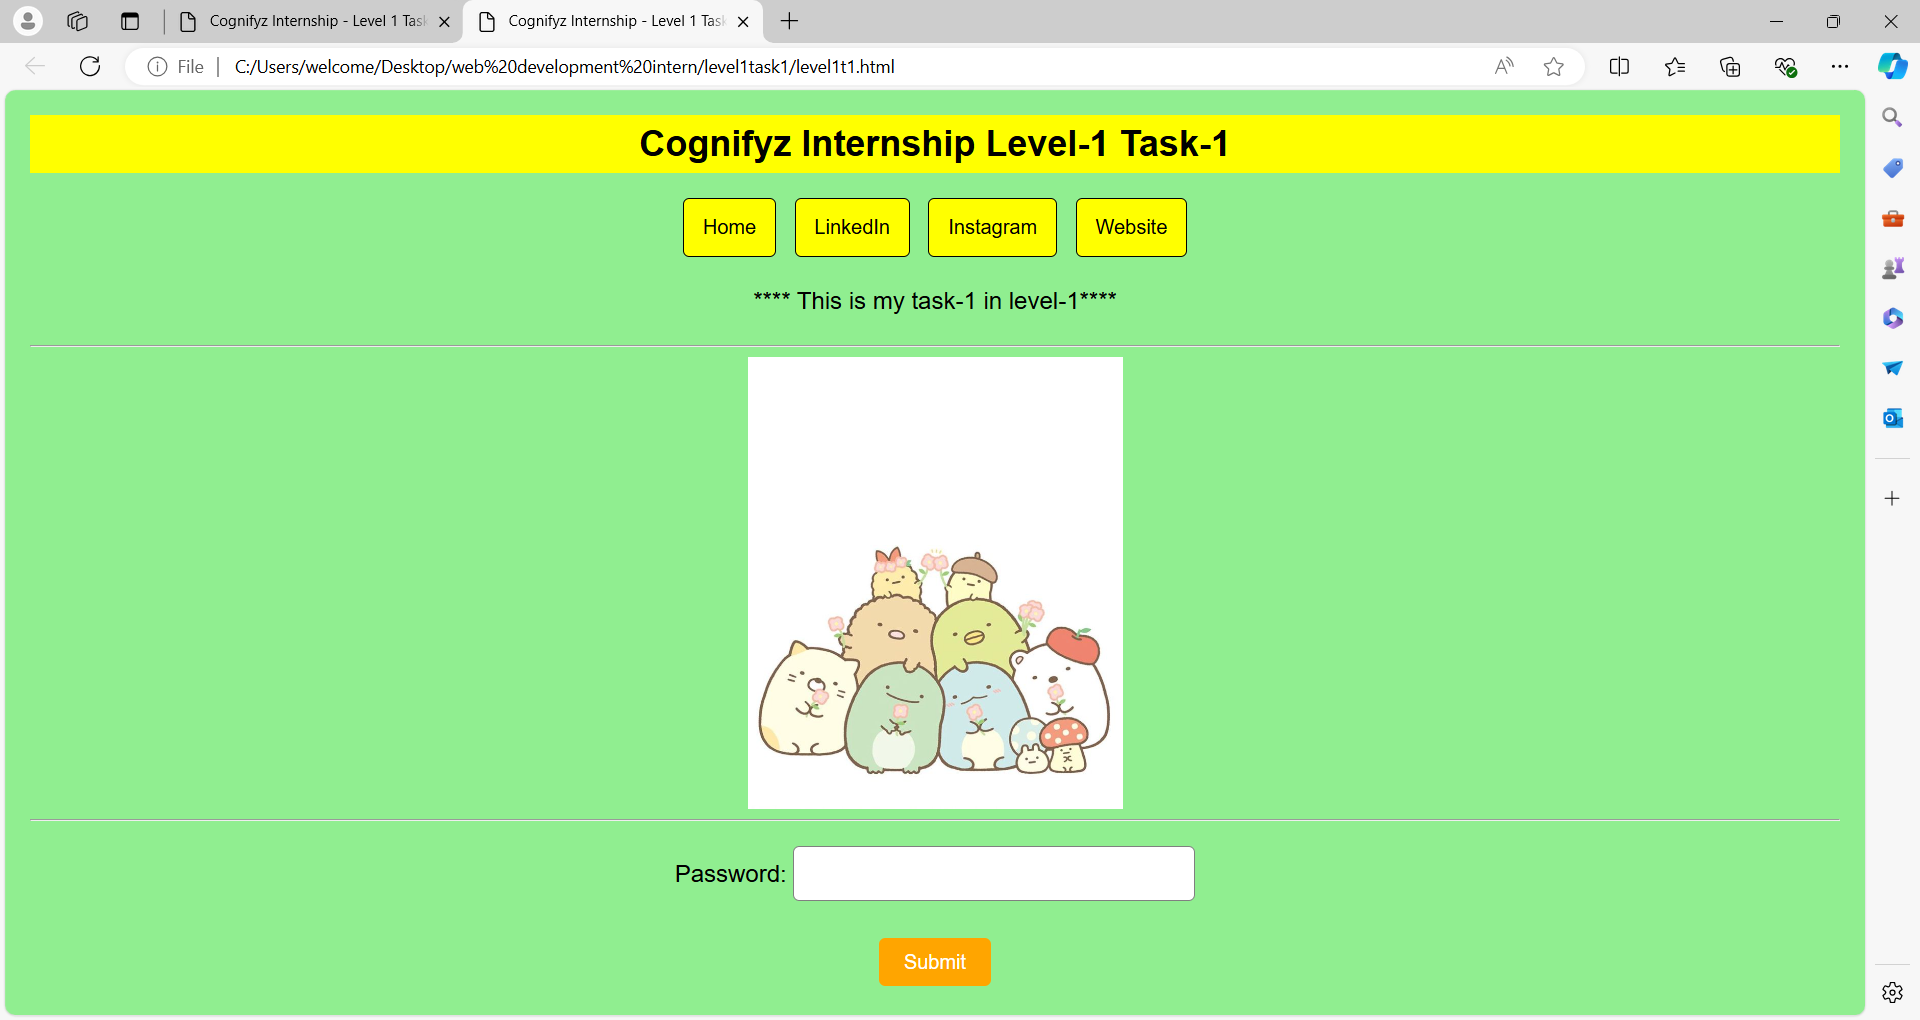 Cognifyz Internship - Level 1 Tas
Cognifyz Internship - Level 1 Tas
File
C:/Users/welcome/Desktop/web%20development%20intern/level1task1/level1t1.html
Cognifyz Internship Level-1 Task-1
Home LinkedIn Instagram Website
**** This is my task-1 in level-1****
Password:
Submit